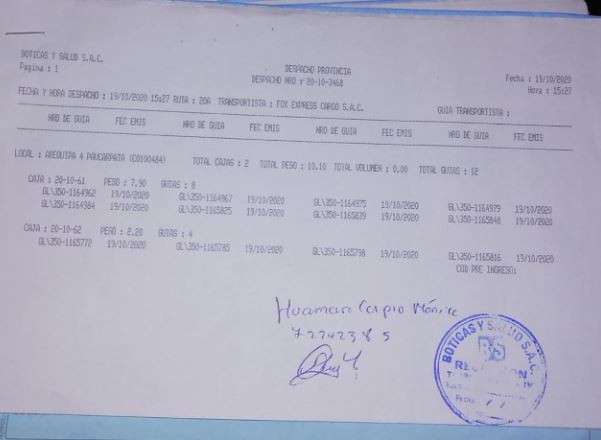 BOTICAS Y SALUD S.A.C.
Pagina : 1
DESPACHO PROVINCIA
DESPACHO NRO : 20-10-3468
Fecha : 19/10/2020
Hora : 15:27
FECHA Y HORA DESPACHO : 19/10/2020 15:27 RUTA : 20A TRANSPORTISTA : FOX EXPRESS CARGO S.A.C. GUIA TRANSPORTISTA :
NRO DE GUIA FEC EMIS NRO DE GUIA FEC EMIS NRO DE GUIA FEC EMIS NRO DE GUIA FEC EMIS
LOCAL : AREQUIPA 4 PAUCARPATA (C0100484) TOTAL CAJAS : 2 TOTAL PESO : 10.10 TOTAL VOLUMEN : 0.00 TOTAL GUIAS : 12
CAJA : 20-10-61 PESO : 7.90 GUIAS : 8
GL\350-1164962 19/10/2020 GL\350-1164967 19/10/2020 GL\350-1164975 19/10/2020 GL\350-1164979 19/10/2020
GL\350-1164984 19/10/2020 GL\350-1165825 19/10/2020 GL\350-1165839 19/10/2020 GL\350-1165848 19/10/2020
CAJA : 20-10-62 PESO : 2.20 GUIAS : 4
GL\350-1165772 19/10/2020 GL\350-1165785 19/10/2020 GL\350-1165798 19/10/2020 GL\350-1165816 19/10/2020
COD PRE INGRESO:
Huaman Carpio Mónica
BOTICAS Y SALUD S.A.C.
BS
Fecha